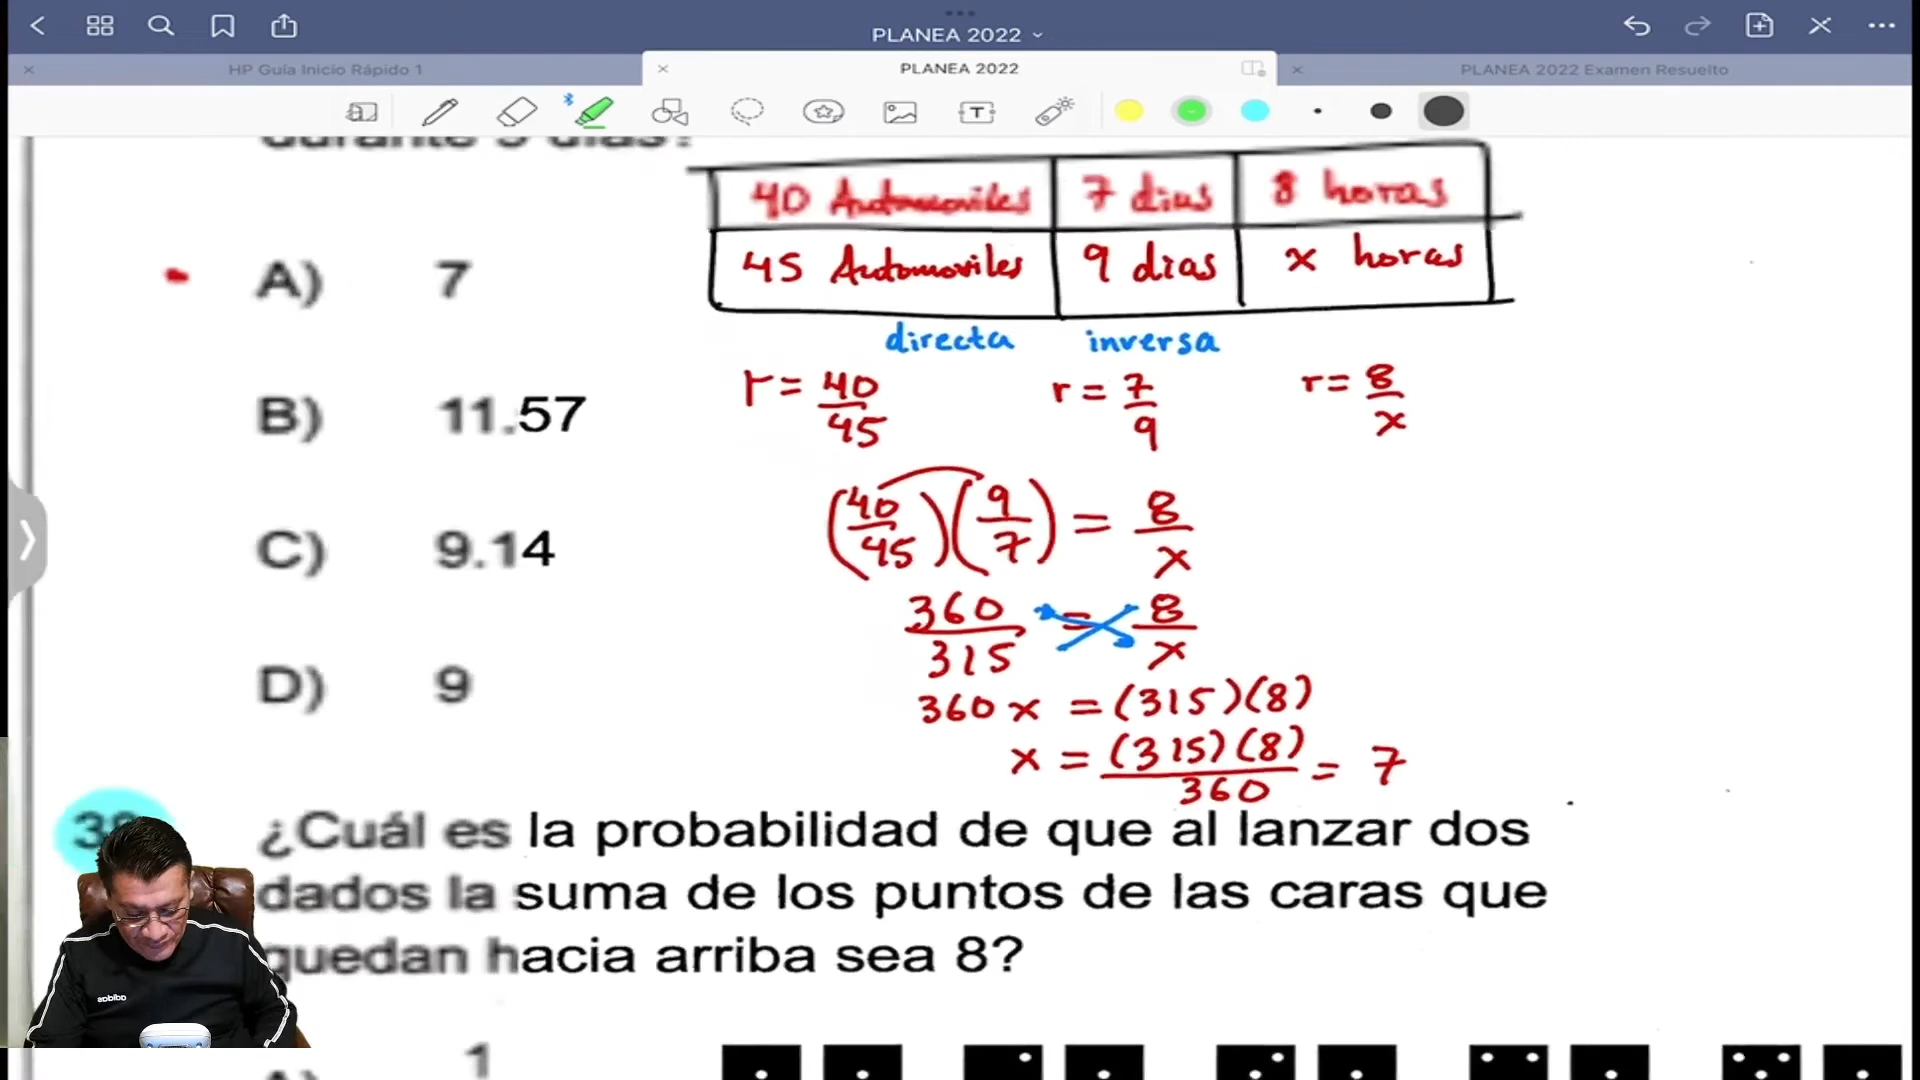 PLANEA 2022
HP Guía Inicio Rápido 1
PLANEA 2022
PLANEA 2022 Examen Resuelto
40 Automoviles 7 dias 8 horas
45 Automoviles 9 dias x horas
directa inversa
A) 7
r = 40/45 r = 7/9 r = 8/x
B) 11.57
(40/45)(9/7) = 8/x
C) 9.14
360/315 = 8/x
D) 9
360x = (315)(8)
x = (315)(8)/360 = 7
¿Cuál es la probabilidad de que al lanzar dos
dados la suma de los puntos de las caras que
quedan hacia arriba sea 8?
1